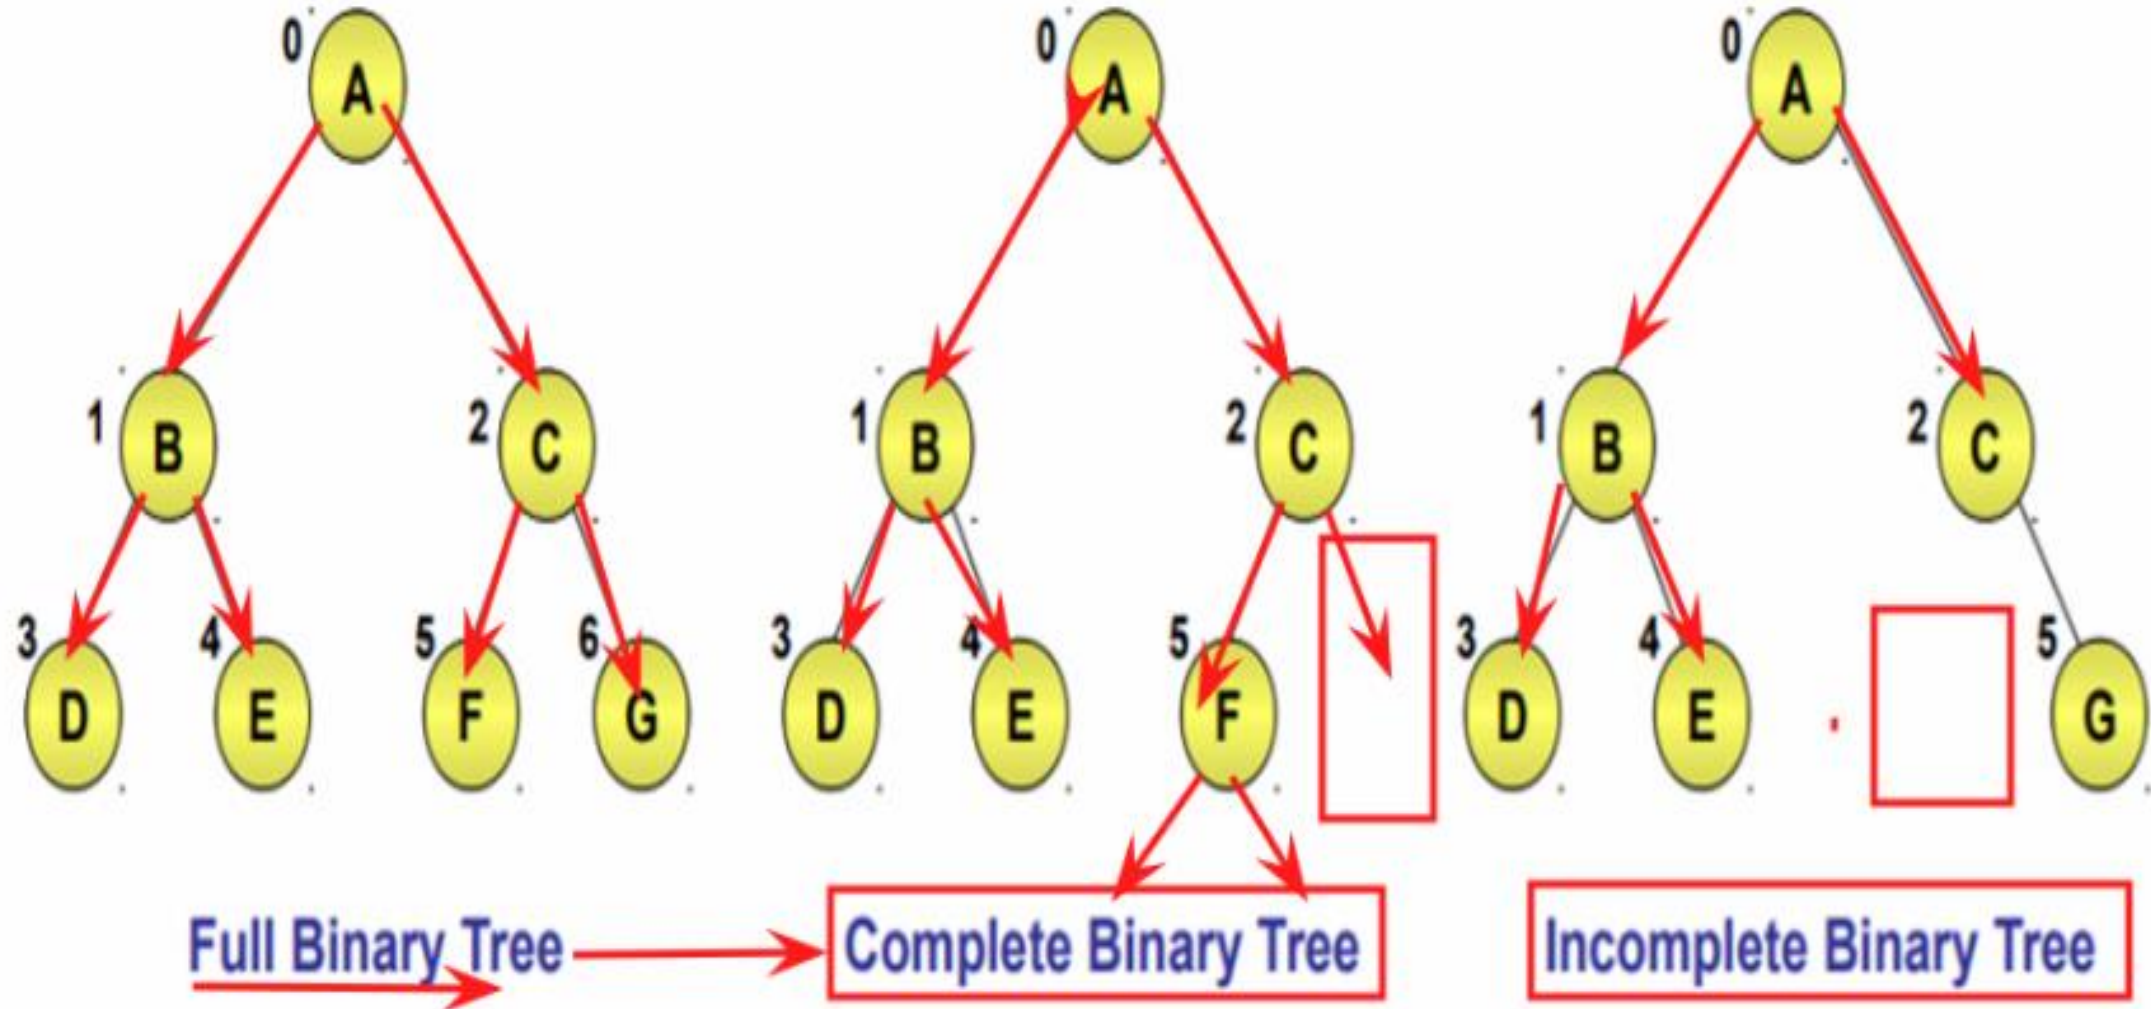 0 A 0 A 0 A
1 B 2 C 1 B 2 C 1 B 2 C
3 D 4 E 5 F 6 G 3 D 4 E 5 F 3 D 4 E 5 G
Full Binary Tree Complete Binary Tree Incomplete Binary Tree